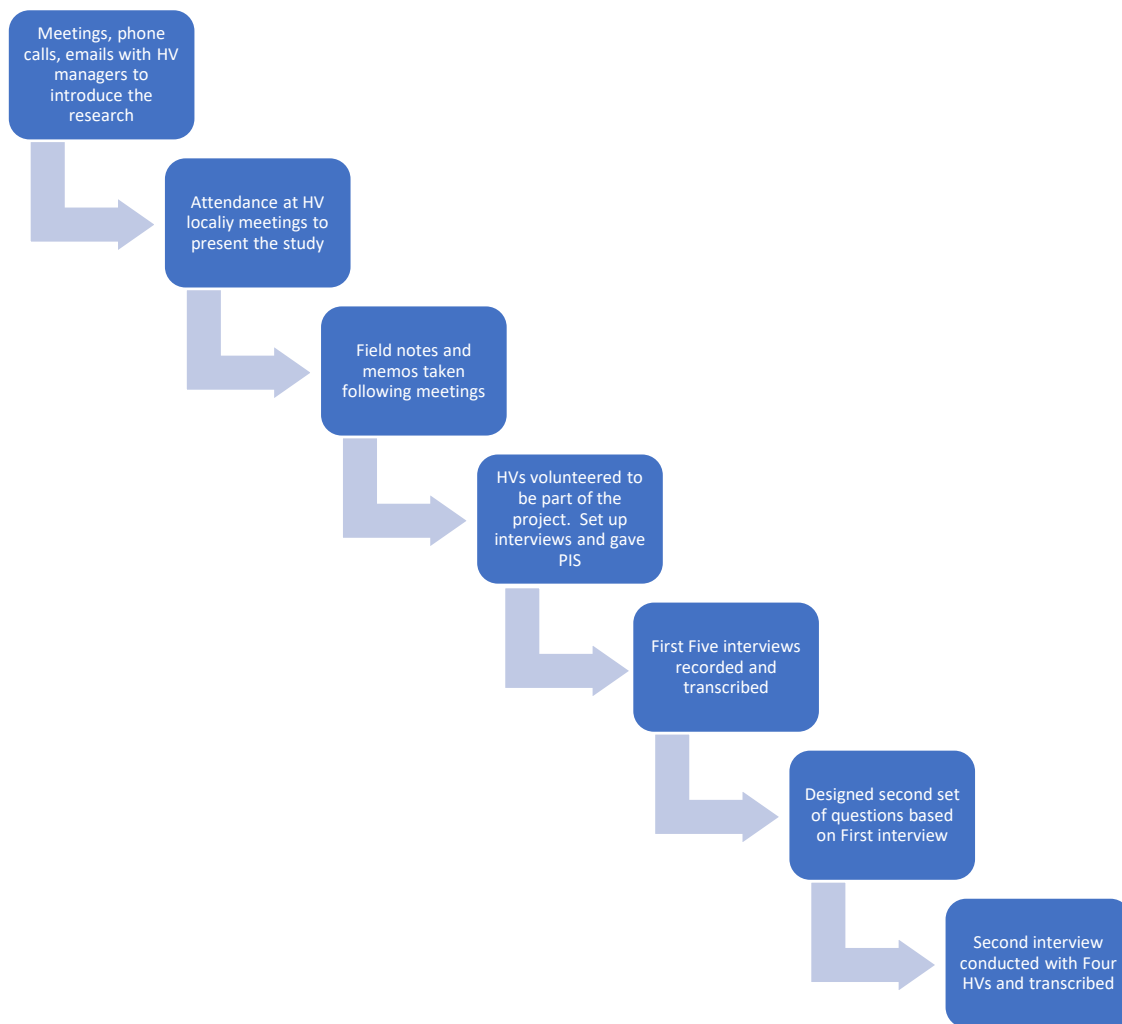 Meetings, phone
calls, emails with HV
managers to
introduce the
research
Attendance at HV
localiy meetings to
present the study
Field notes and
memos taken
following meetings
HVs volunteered to
be part of the
project.  Set up
interviews and gave
PIS
First Five interviews
recorded and
transcribed
Designed second set
of questions based
on First interview
Second interview
conducted with Four
HVs and transcribed